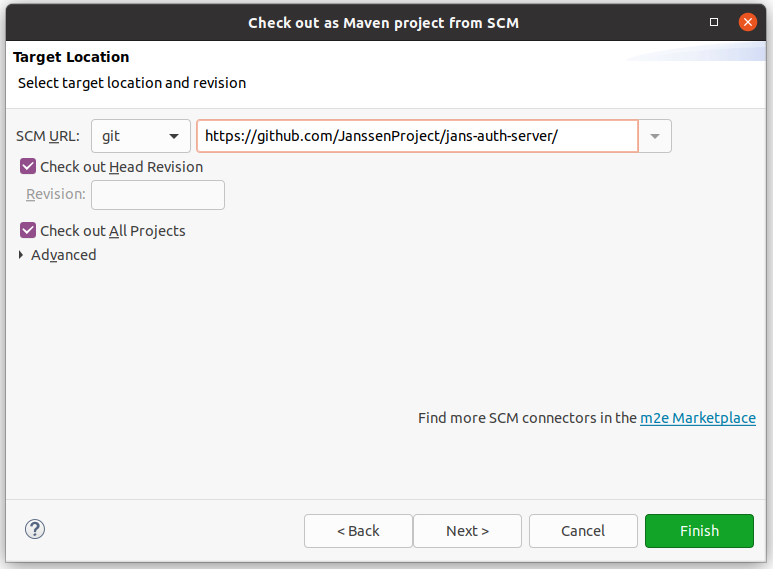 Check out as Maven project from SCM
Target Location
Select target location and revision
SCM URL: git https://github.com/JanssenProject/jans-auth-server/
Check out Head Revision
Revision:
Check out All Projects
Advanced
Find more SCM connectors in the m2e Marketplace
? < Back Next > Cancel Finish